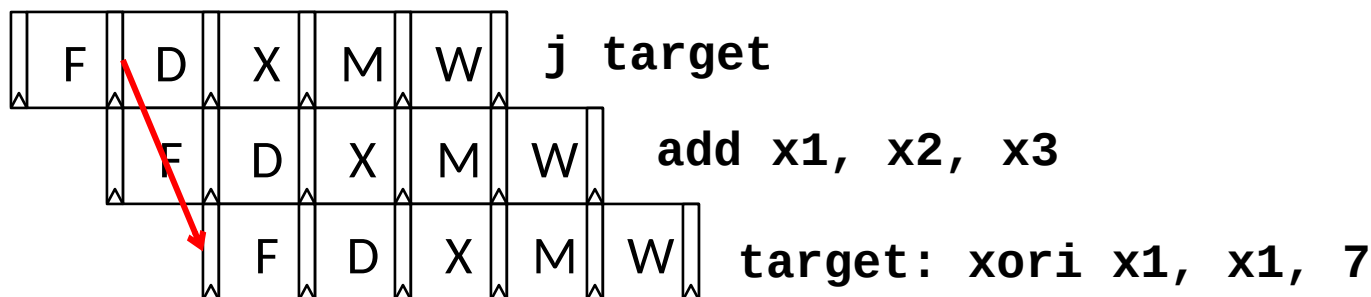 F D X M W j target
F D X M W add x1, x2, x3
F D X M W target: xori x1, x1, 7